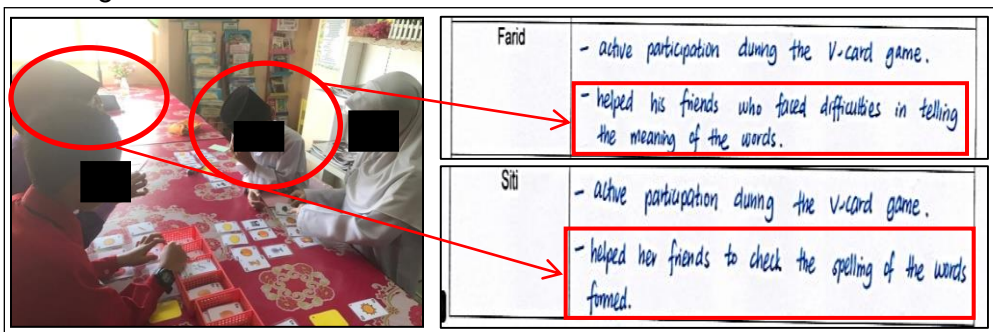 Farid
- active participation during the V-card game.
- helped his friends who faced difficulties in telling
the meaning of the words.
Siti
- active participation during the V-card game.
- helped her friends to check the spelling of the words
formed.